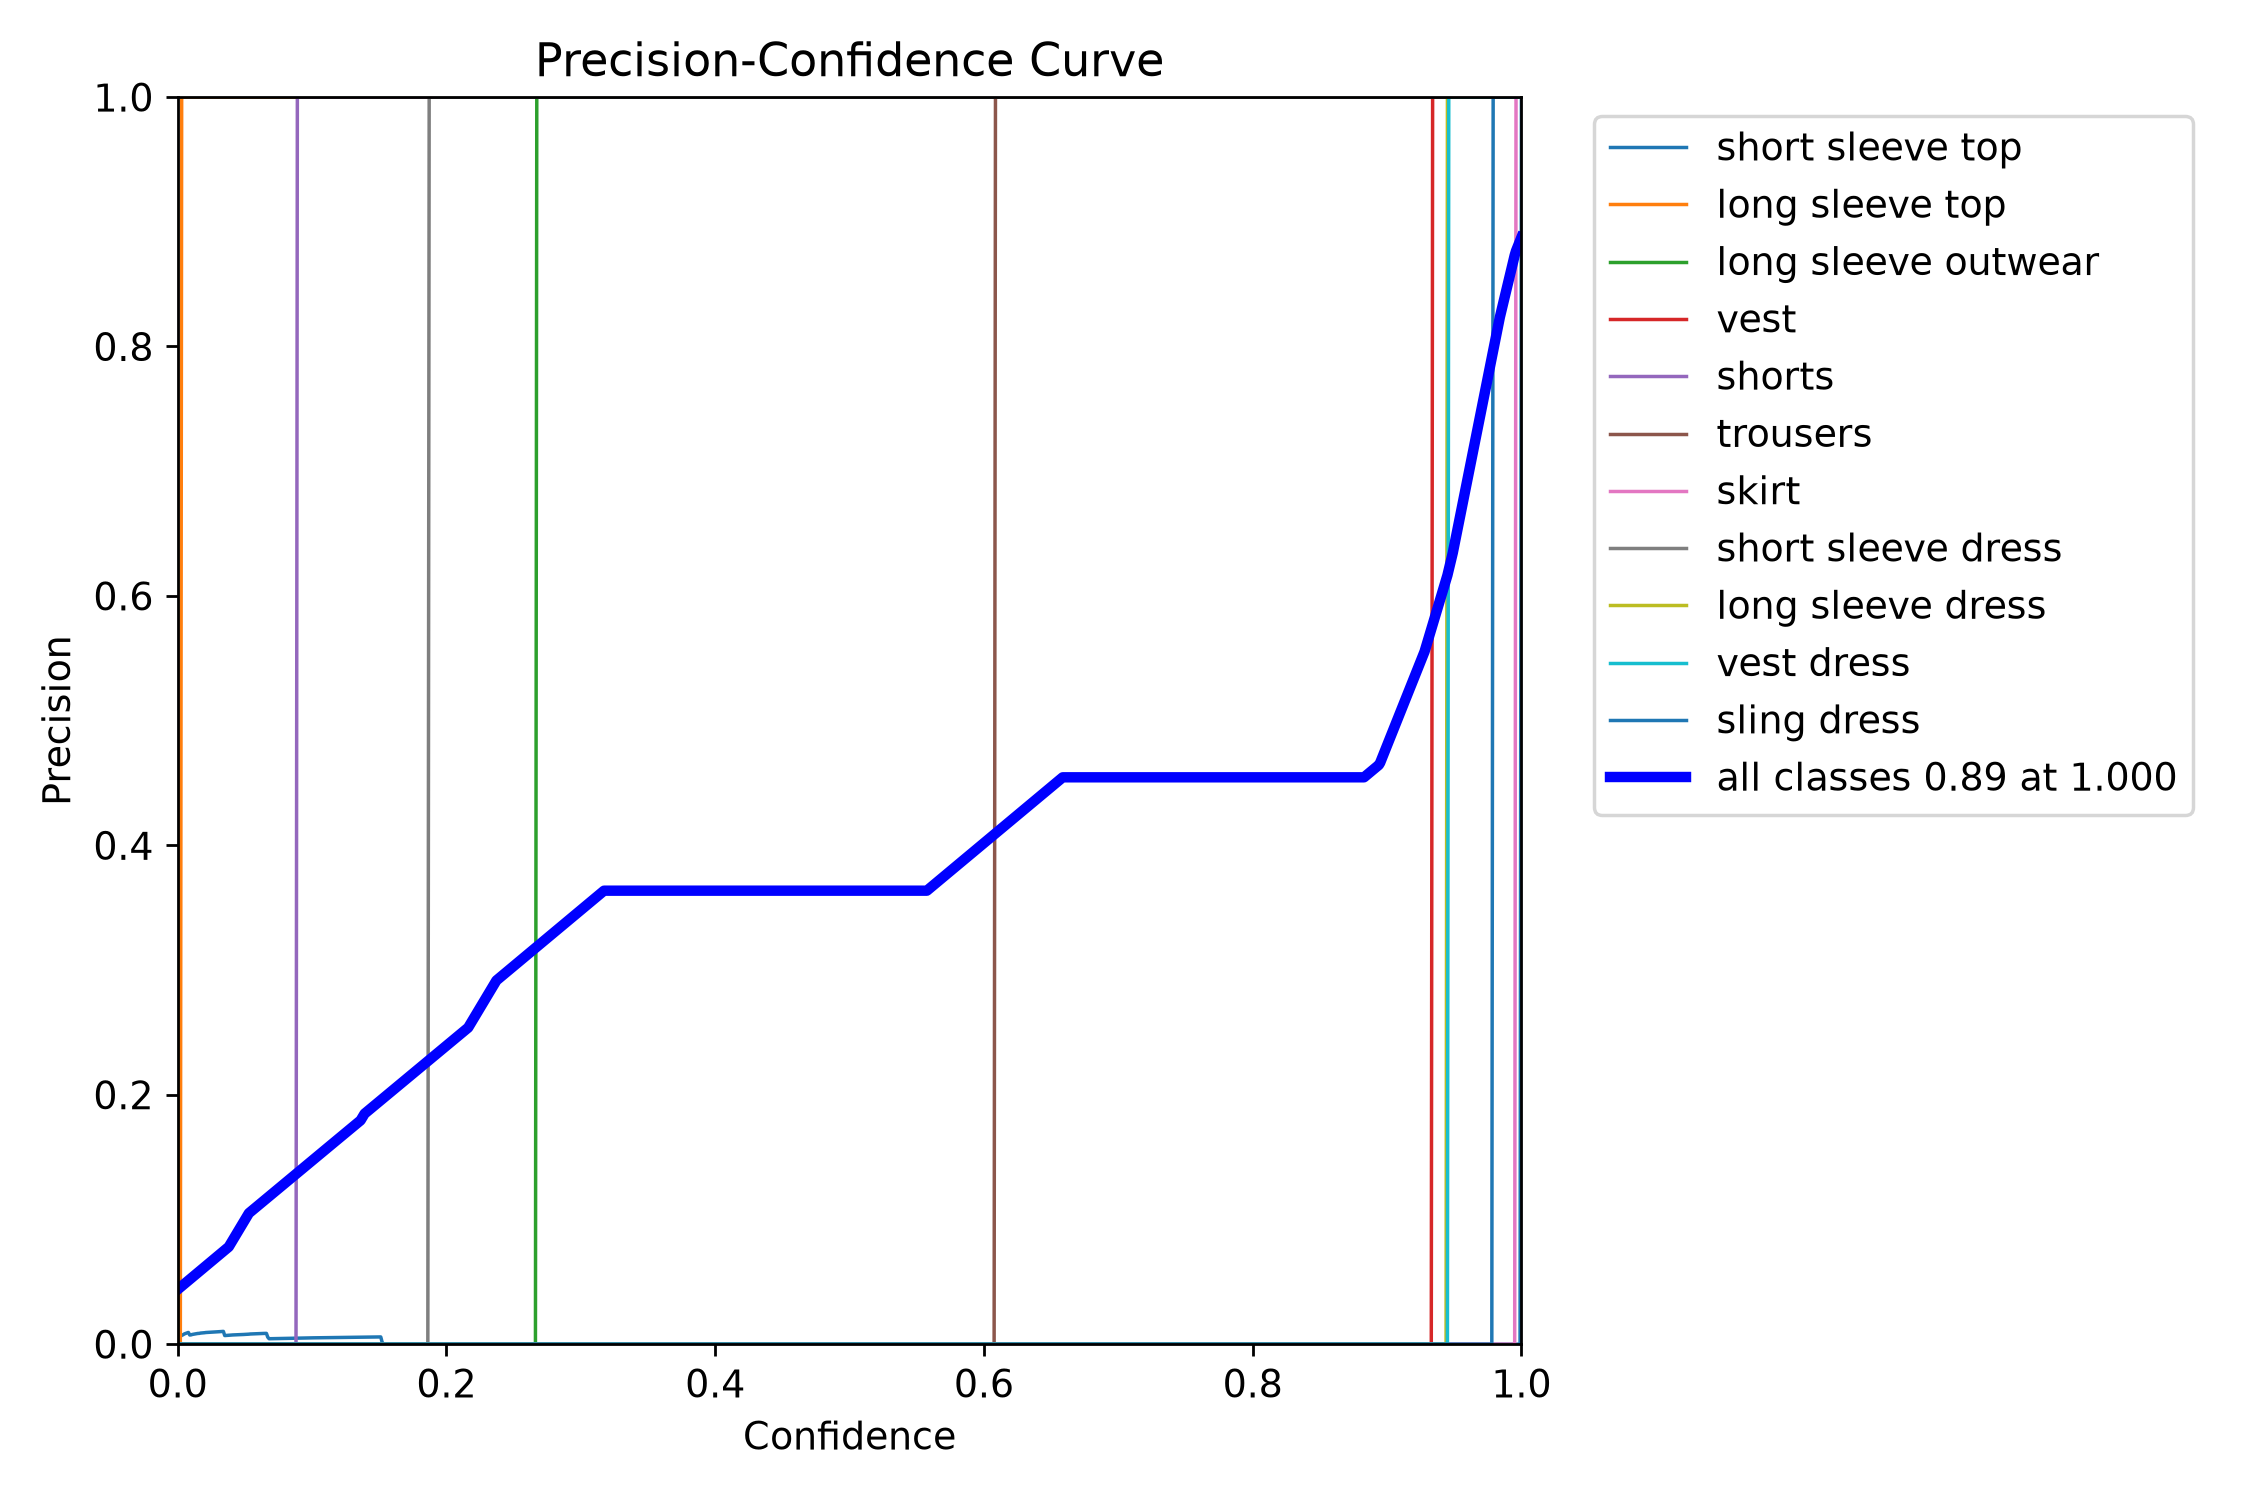 Precision-Confidence Curve
1.0
0.8
0.6
0.4
0.2
0.0
Precision
0.0 0.2 0.4 0.6 0.8 1.0
Confidence
short sleeve top
long sleeve top
long sleeve outwear
vest
shorts
trousers
skirt
short sleeve dress
long sleeve dress
vest dress
sling dress
all classes 0.89 at 1.000